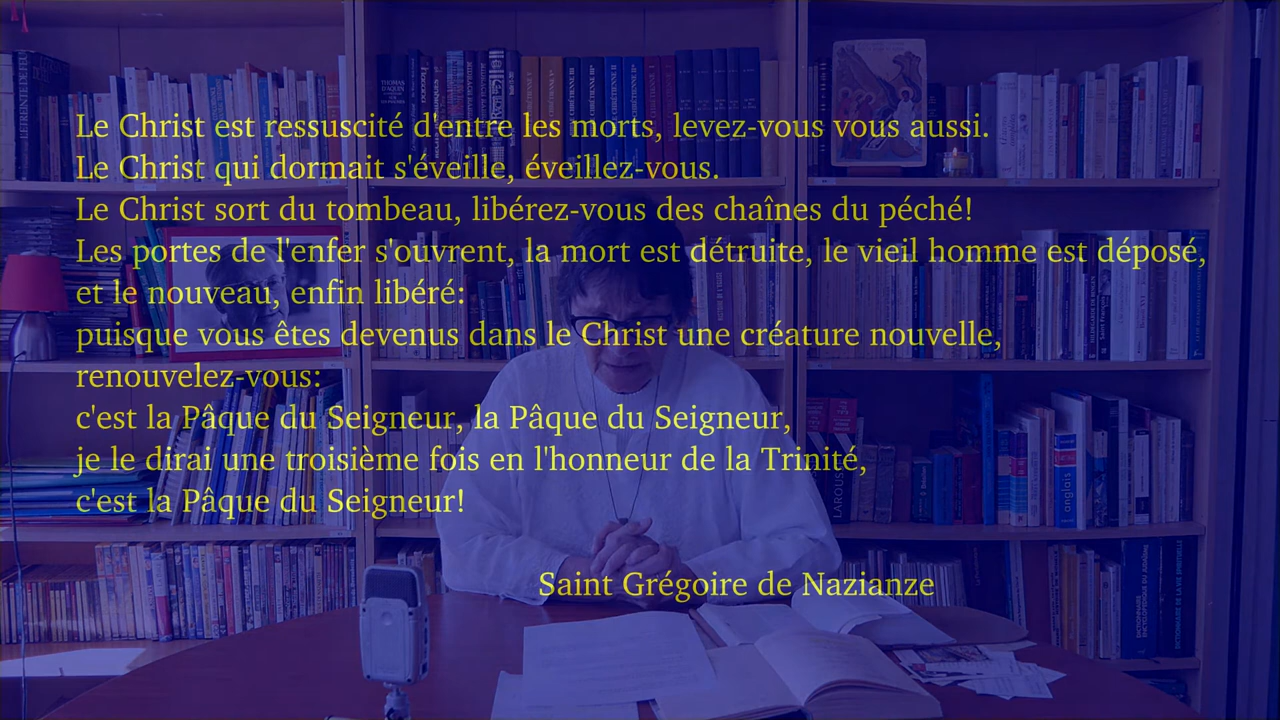 Le Christ est ressuscité d'entre les morts, levez-vous vous aussi.
Le Christ qui dormait s'éveille, éveillez-vous.
Le Christ sort du tombeau, libérez-vous des chaînes du péché!
Les portes de l'enfer s'ouvrent, la mort est détruite, le vieil homme est déposé,
et le nouveau, enfin libéré:
puisque vous êtes devenus dans le Christ une créature nouvelle,
renouvelez-vous:
c'est la Pâque du Seigneur, la Pâque du Seigneur,
je le dirai une troisième fois en l'honneur de la Trinité,
c'est la Pâque du Seigneur!
Saint Grégoire de Nazianze
THOMAS
D'AQUIN
LAROUSSE
anglais